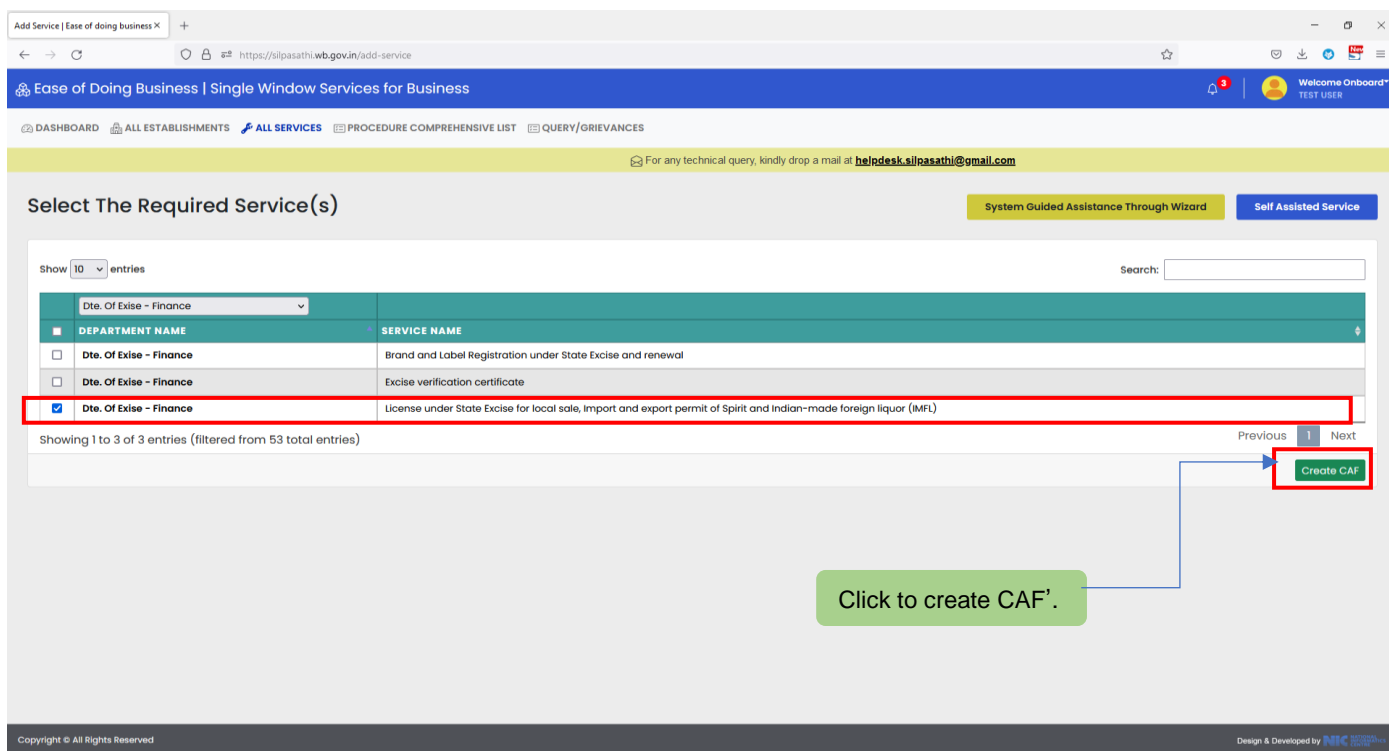 Add Service | Ease of doing business
https://silpasathi.wb.gov.in/add-service
New
Ease of Doing Business | Single Window Services for Business
3
Welcome Onboard
TEST USER
DASHBOARD ALL ESTABLISHMENTS ALL SERVICES PROCEDURE COMPREHENSIVE LIST QUERY/GRIEVANCES
For any technical query, kindly drop a mail at helpdesk.silpasathi@gmail.com
Select The Required Service(s)
System Guided Assistance Through Wizard
Self Assisted Service
Show 10 entries
Search:
Dte. Of Exise - Finance
DEPARTMENT NAME SERVICE NAME
Dte. Of Exise - Finance Brand and Label Registration under State Excise and renewal
Dte. Of Exise - Finance Excise verification certificate
Dte. Of Exise - Finance License under State Excise for local sale, Import and export permit of Spirit and Indian-made foreign liquor (IMFL)
Showing 1 to 3 of 3 entries (filtered from 53 total entries)
Previous 1 Next
Create CAF
Click to create CAF’.
Copyright © All Rights Reserved
Design & Developed by NIC